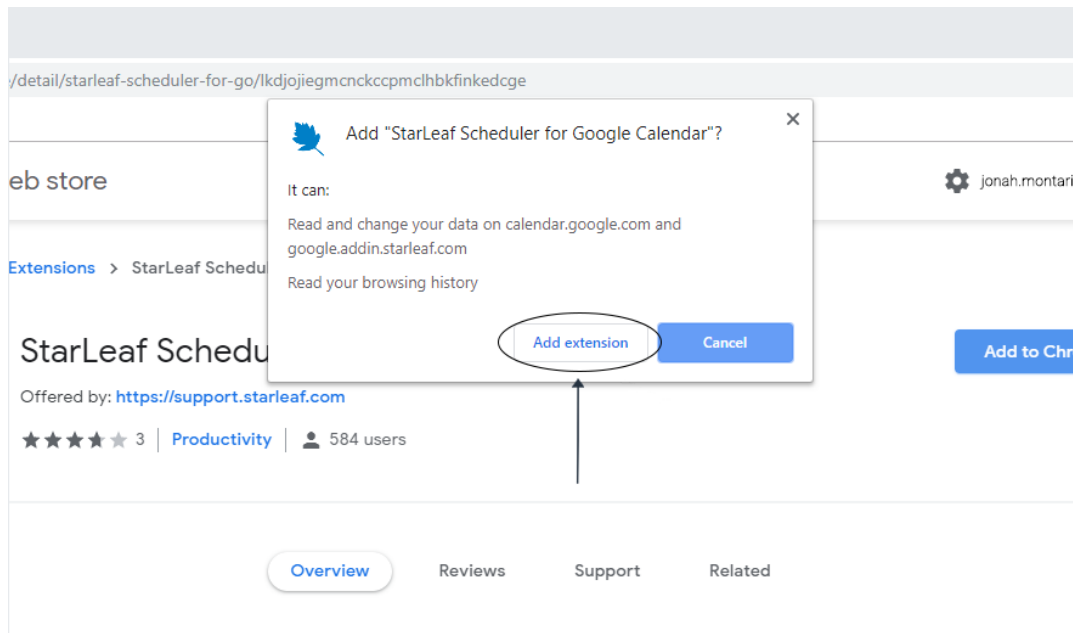 /detail/starleaf-scheduler-for-go/lkdjojiegmcnckccpmclhbkfinkedcge
Add "StarLeaf Scheduler for Google Calendar"?
It can:
Read and change your data on calendar.google.com and
google.addin.starleaf.com
Read your browsing history
Add extension Cancel
eb store jonah.montari
Extensions > StarLeaf Schedu
StarLeaf Schedu
Add to Chr
Offered by: https://support.starleaf.com
3 Productivity 584 users
Overview Reviews Support Related